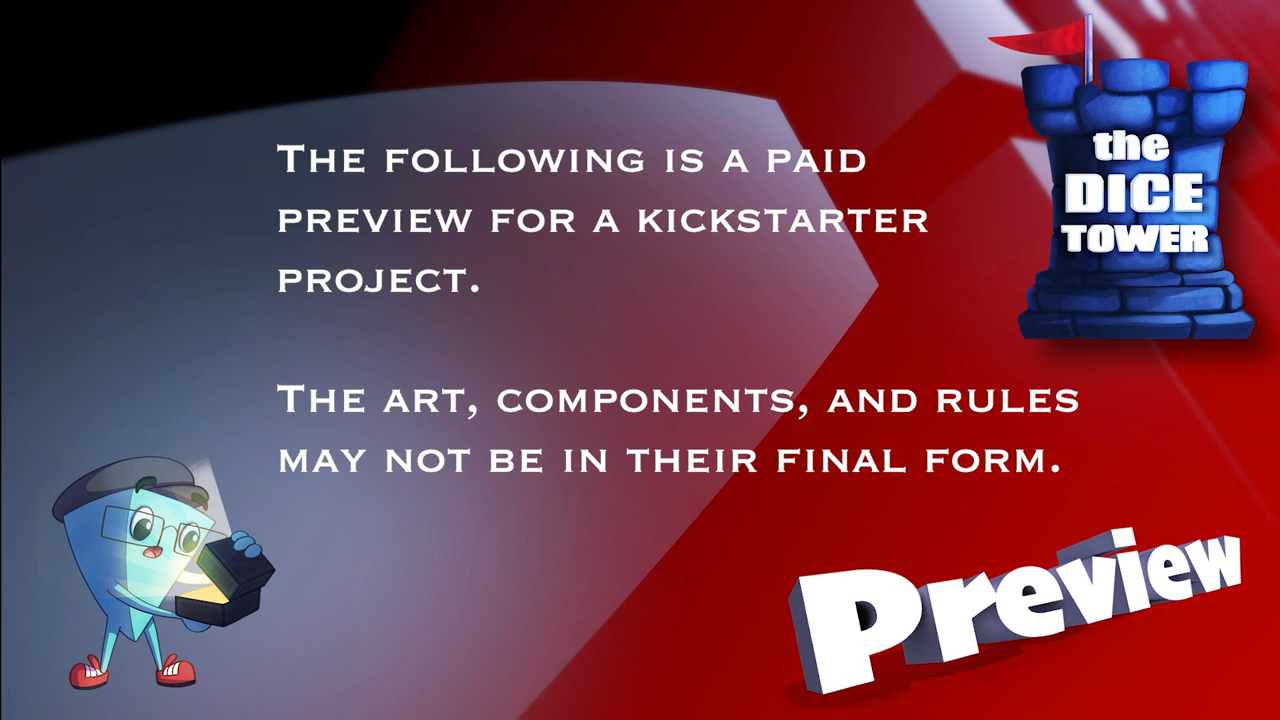 The following is a paid
preview for a kickstarter
project.
The art, components, and rules
may not be in their final form.
the
DICE
TOWER
Preview